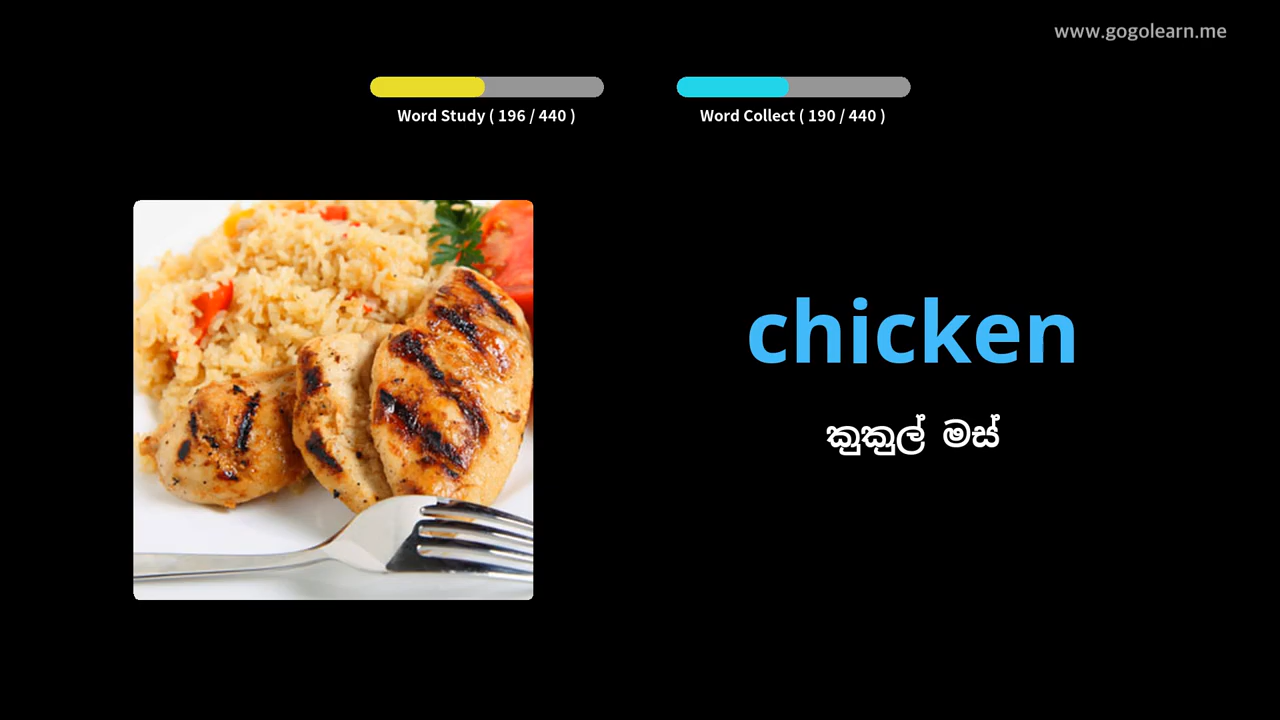 www.gogolearn.me
Word Study ( 196 / 440 )
Word Collect ( 190 / 440 )
chicken
කුකුල් මස්